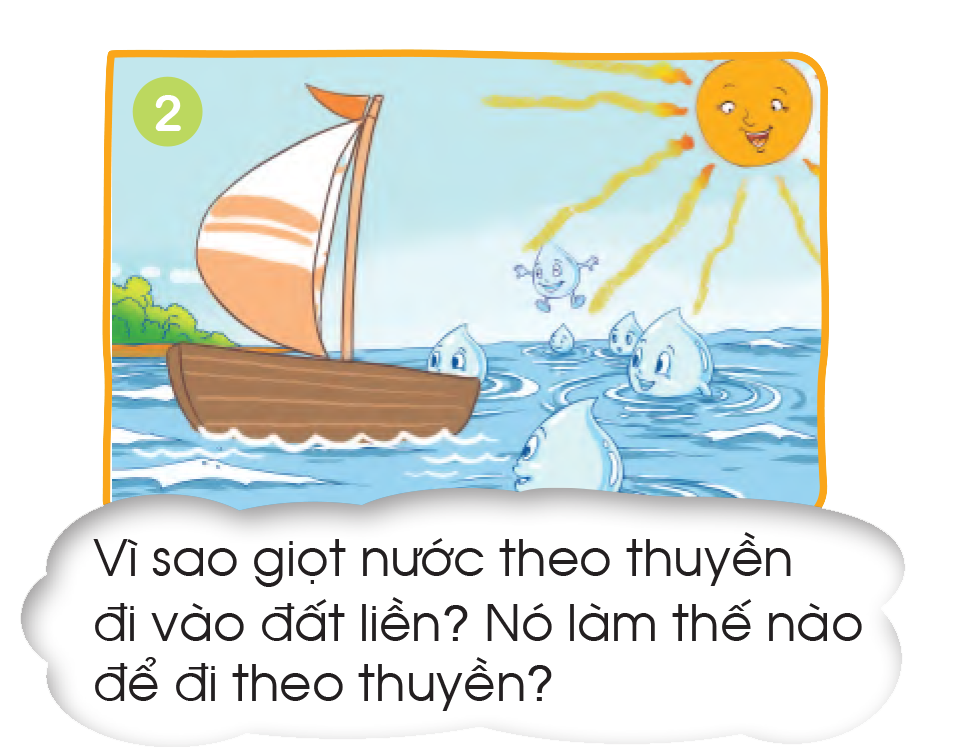 2
Vì sao giọt nước theo thuyền
đi vào đất liền? Nó làm thế nào
để đi theo thuyền?